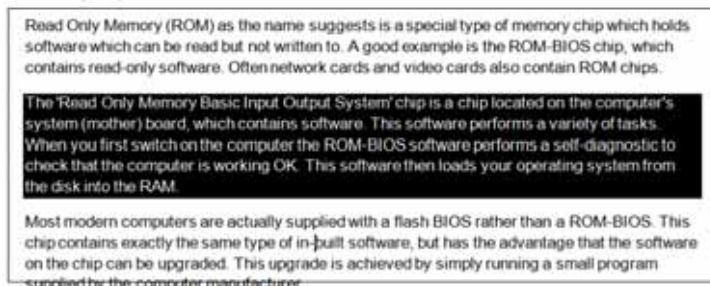 Read Only Memory (ROM) as the name suggests is a special type of memory chip which holds
software which can be read but not written to. A good example is the ROM-BIOS chip, which
contains read-only software. Often network cards and video cards also contain ROM chips.
The 'Read Only Memory Basic Input Output System' chip is a chip located on the computer's
system (mother) board, which contains software. This software performs a variety of tasks.
When you first switch on the computer the ROM-BIOS software performs a self-diagnostic to
check that the computer is working OK. This software then loads your operating system from
the disk into the RAM.
Most modern computers are actually supplied with a flash BIOS rather than a ROM-BIOS. This
chip contains exactly the same type of in-built software, but has the advantage that the software
on the chip can be upgraded. This upgrade is achieved by simply running a small program
supplied by the computer manufacturer